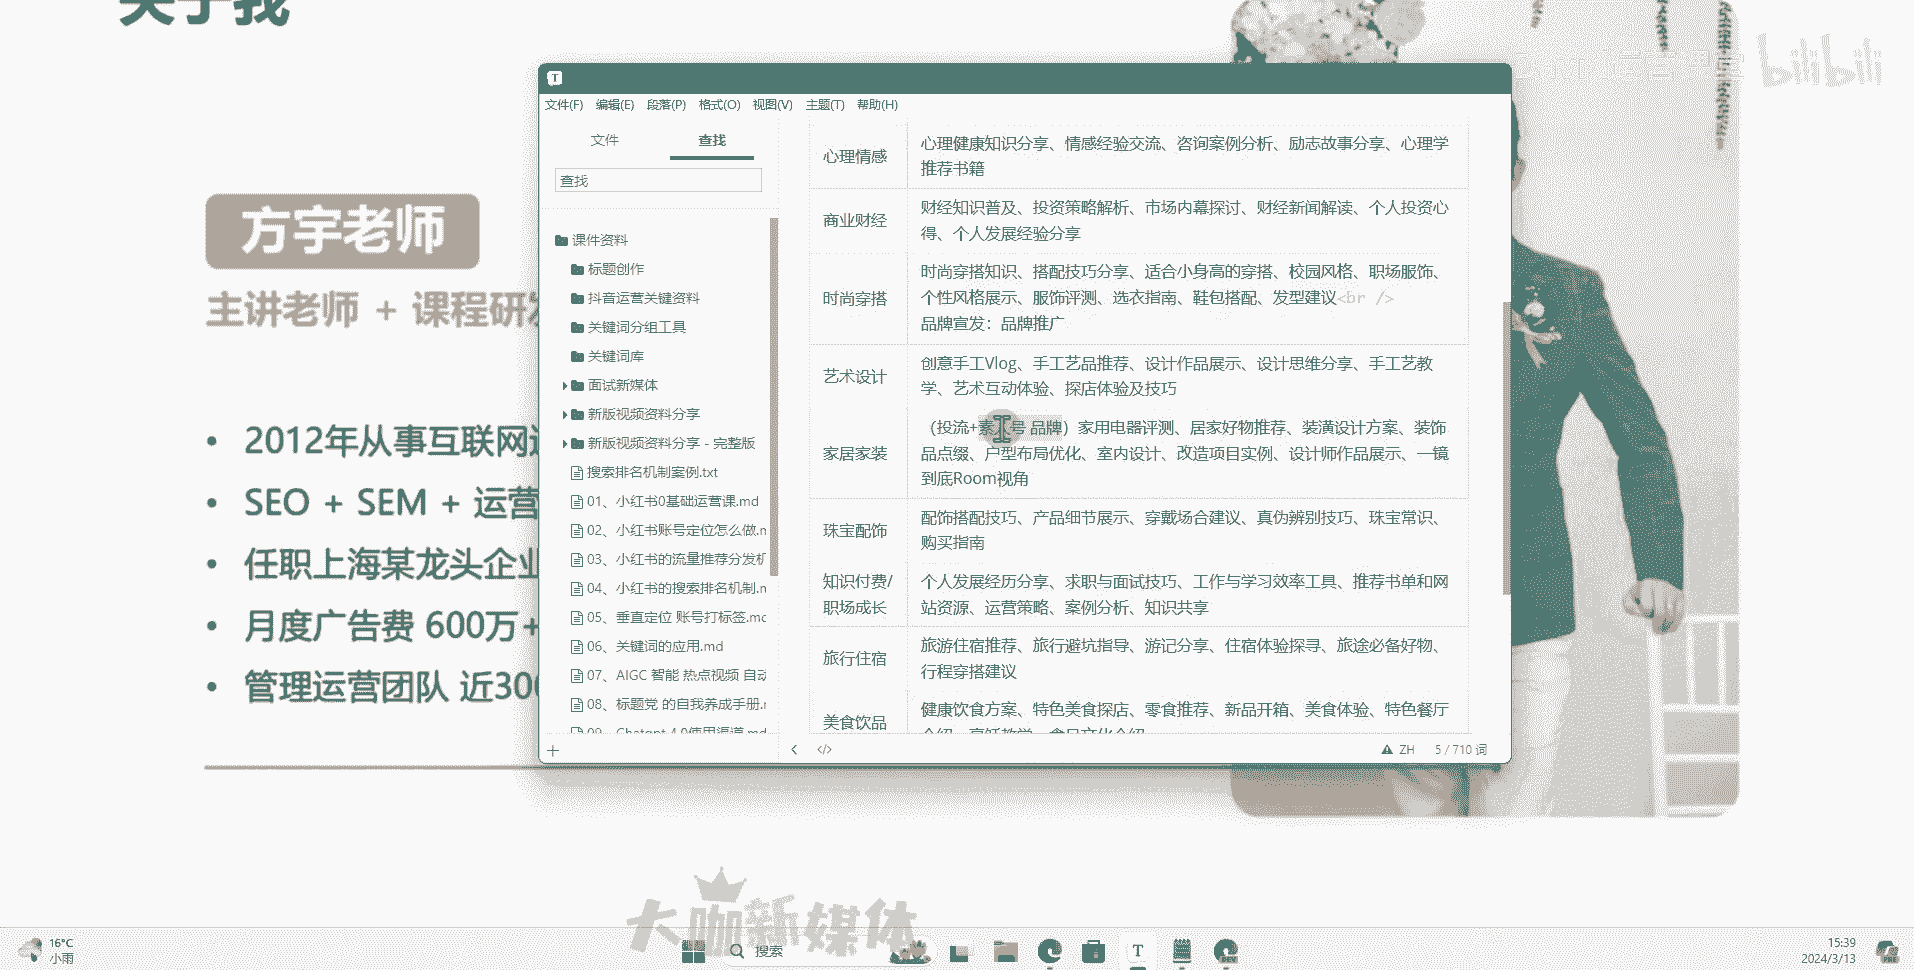 关于我
bilibili
方宇老师
主讲老师 + 课程研发
2012年从事互联网
SEO + SEM + 运营
任职上海某龙头企业
月度广告费 600万+
管理运营团队 近300
文件(F) 编辑(E) 段落(P) 格式(O) 视图(V) 主题(T) 帮助(H)
文件 查找
查找
课件资料
标题创作
抖音运营关键资料
关键词分组工具
关键词库
面试新媒体
新版视频资料分享
新版视频资料分享 - 完整版
搜索排名机制案例.txt
01、小红书0基础运营课.md
02、小红书账号定位怎么做.m
03、小红书的流量推荐分发机
04、小红书的搜索排名机制.m
05、垂直定位 账号打标签.mc
06、关键词的应用.md
07、AIGC 智能 热点视频 自动
08、标题党 的自我养成手册.r
09、Chatgpt 4.0使用渠道.md
心理情感
心理健康知识分享、情感经验交流、咨询案例分析、励志故事分享、心理学
推荐书籍
商业财经
财经知识普及、投资策略解析、市场内幕探讨、财经新闻解读、个人投资心
得、个人发展经验分享
时尚穿搭
时尚穿搭知识、搭配技巧分享、适合小身高的穿搭、校园风格、职场服饰、
个性风格展示、服饰评测、选衣指南、鞋包搭配、发型建议<br />
品牌宣发：品牌推广
艺术设计
创意手工Vlog、手工艺品推荐、设计作品展示、设计思维分享、手工艺教
学、艺术互动体验、探店体验及技巧
家居家装
（投流+素 号 品牌）家用电器评测、居家好物推荐、装潢设计方案、装饰
品点缀、户型布局优化、室内设计、改造项目实例、设计师作品展示、一镜
到底Room视角
珠宝配饰
配饰搭配技巧、产品细节展示、穿戴场合建议、真伪辨别技巧、珠宝常识、
购买指南
知识付费/
职场成长
个人发展经历分享、求职与面试技巧、工作与学习效率工具、推荐书单和网
站资源、运营策略、案例分析、知识共享
旅行住宿
旅游住宿推荐、旅行避坑指导、游记分享、住宿体验探寻、旅途必备好物、
行程穿搭建议
美食饮品
健康饮食方案、特色美食探店、零食推荐、新品开箱、美食体验、特色餐厅
介绍、烹饪教学、食品文化介绍
</> ZH 5 / 710 词
大咖新媒体
16°C
小雨
搜索
15:39
2024/3/13